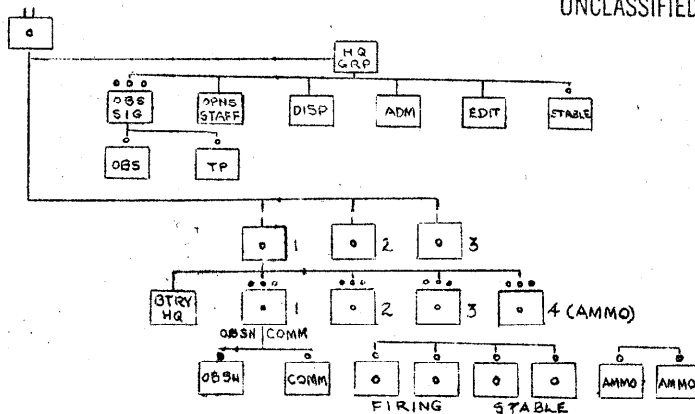 UNCLASSIFIED
HQ
GRP
OBS
SIG
OPNS
STAFF
DISP
ADM
EDIT
STABLE
OBS
TP
1
2
3
BTRY
HQ
1
2
3
4 (AMMO)
OBSN COMM
OBSN
COMM
AMMO
AMMO
FIRING
STABLE